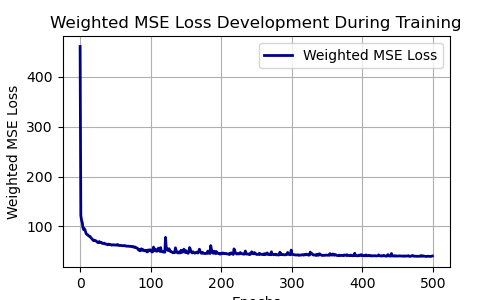 Weighted MSE Loss Development During Training
Weighted MSE Loss
Weighted MSE Loss
400
300
200
100
0
100
200
300
400
500
Epochs